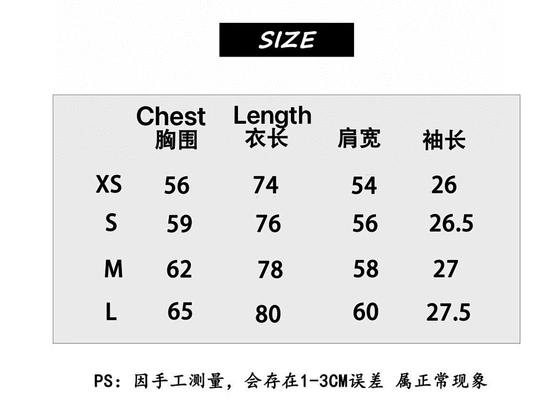 SIZE
Chest Length
胸围 衣长 肩宽 袖长
XS 56 74 54 26
S 59 76 56 26.5
M 62 78 58 27
L 65 80 60 27.5
PS：因手工测量，会存在1-3CM误差 属正常现象